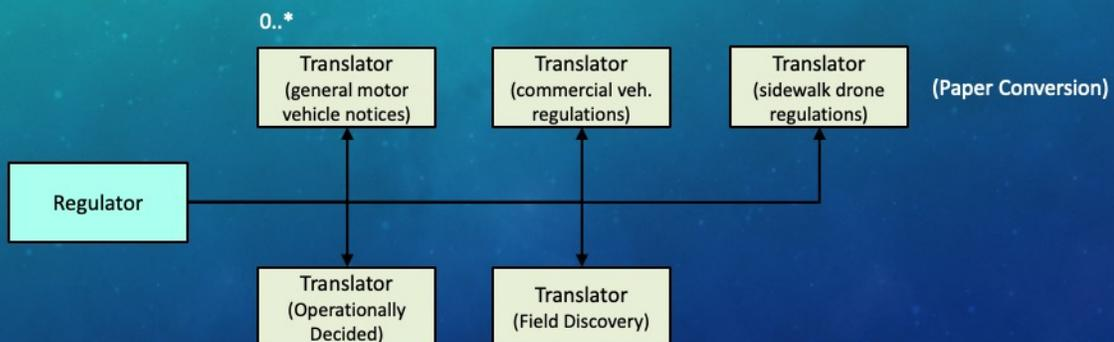 0..*
Translator
(general motor
vehicle notices)
Translator
(commercial veh.
regulations)
Translator
(sidewalk drone
regulations)
(Paper Conversion)
Regulator
Translator
(Operationally
Decided)
Translator
(Field Discovery)